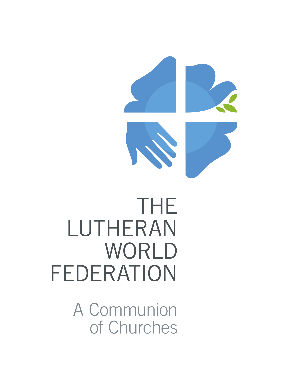 THE
LUTHERAN
WORLD
FEDERATION
A Communion
of Churches